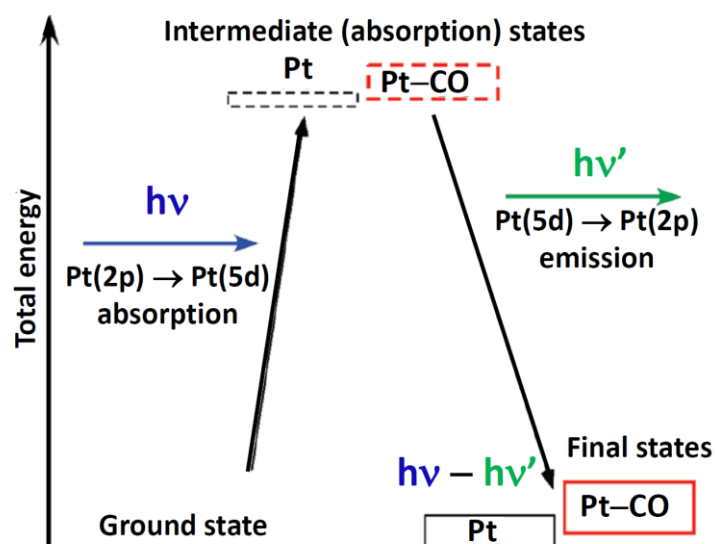 Intermediate (absorption) states
Pt
Pt–CO
Total energy
hν
Pt(2p) → Pt(5d)
absorption
hν’
Pt(5d) → Pt(2p)
emission
Final states
hν – hν’
Pt–CO
Ground state
Pt